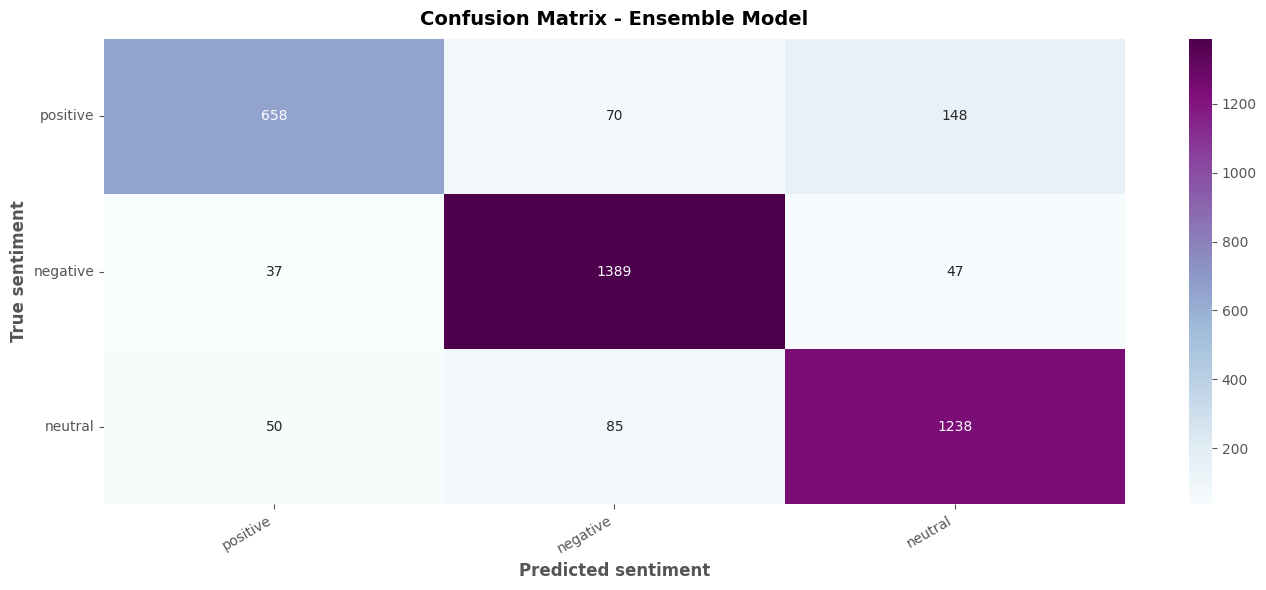 Confusion Matrix - Ensemble Model
True sentiment
positive 658 70 148
negative 37 1389 47
neutral 50 85 1238
positive negative neutral
Predicted sentiment
1200
1000
800
600
400
200